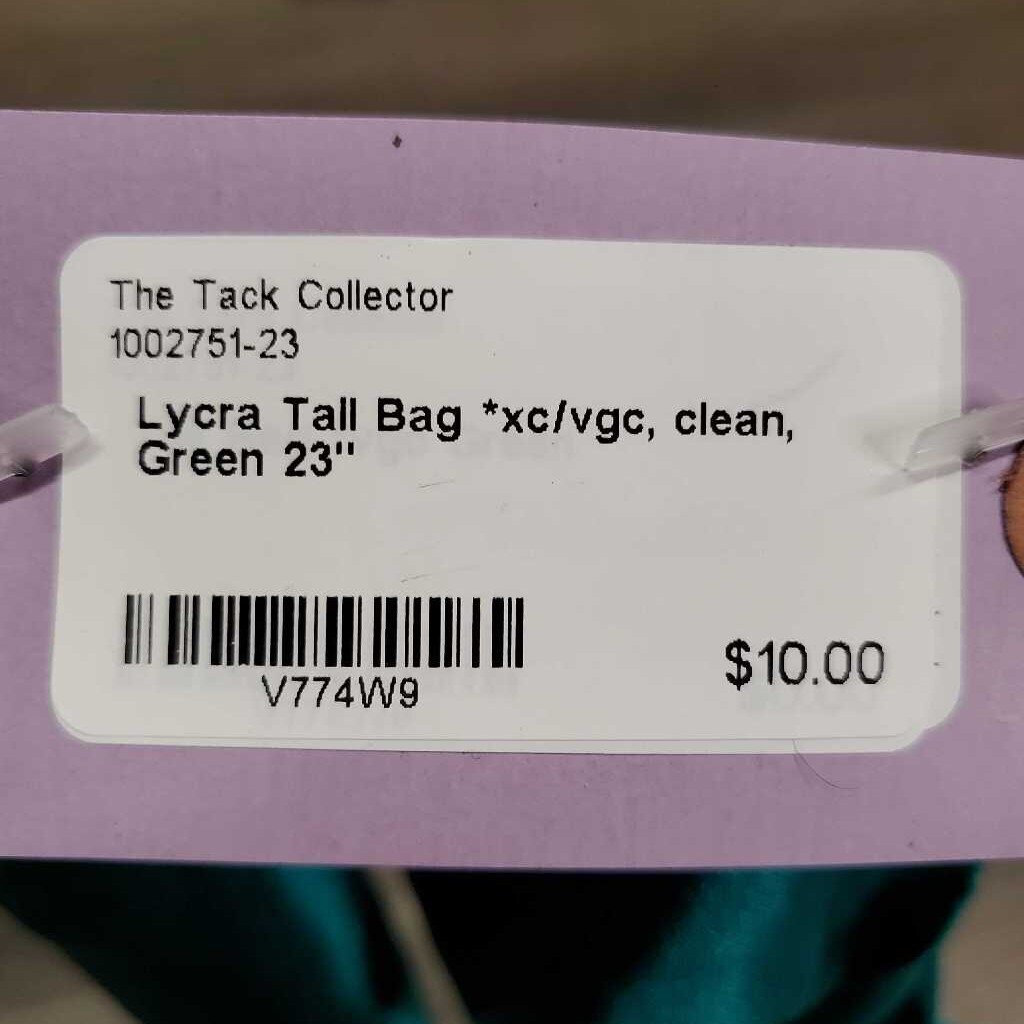 The Tack Collector
1002751-23
Lycra Tall Bag *xc/vgc, clean,
Green 23"
V774W9
$10.00